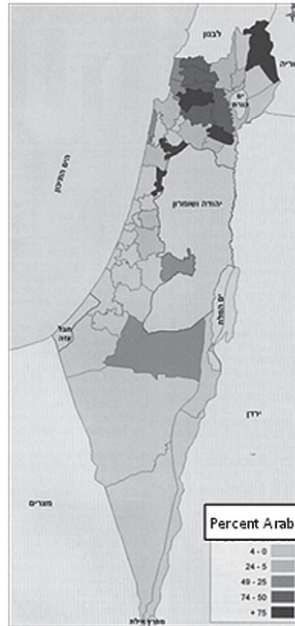 לבנון
סוריה
ים
כנרת
הים התיכון
יהודה ושומרון
ים המלח
חבל
עזה
ירדן
מצרים
מפרץ אילת
Percent Arab
4 - 0
24 - 5
49 - 25
74 - 50
+ 75